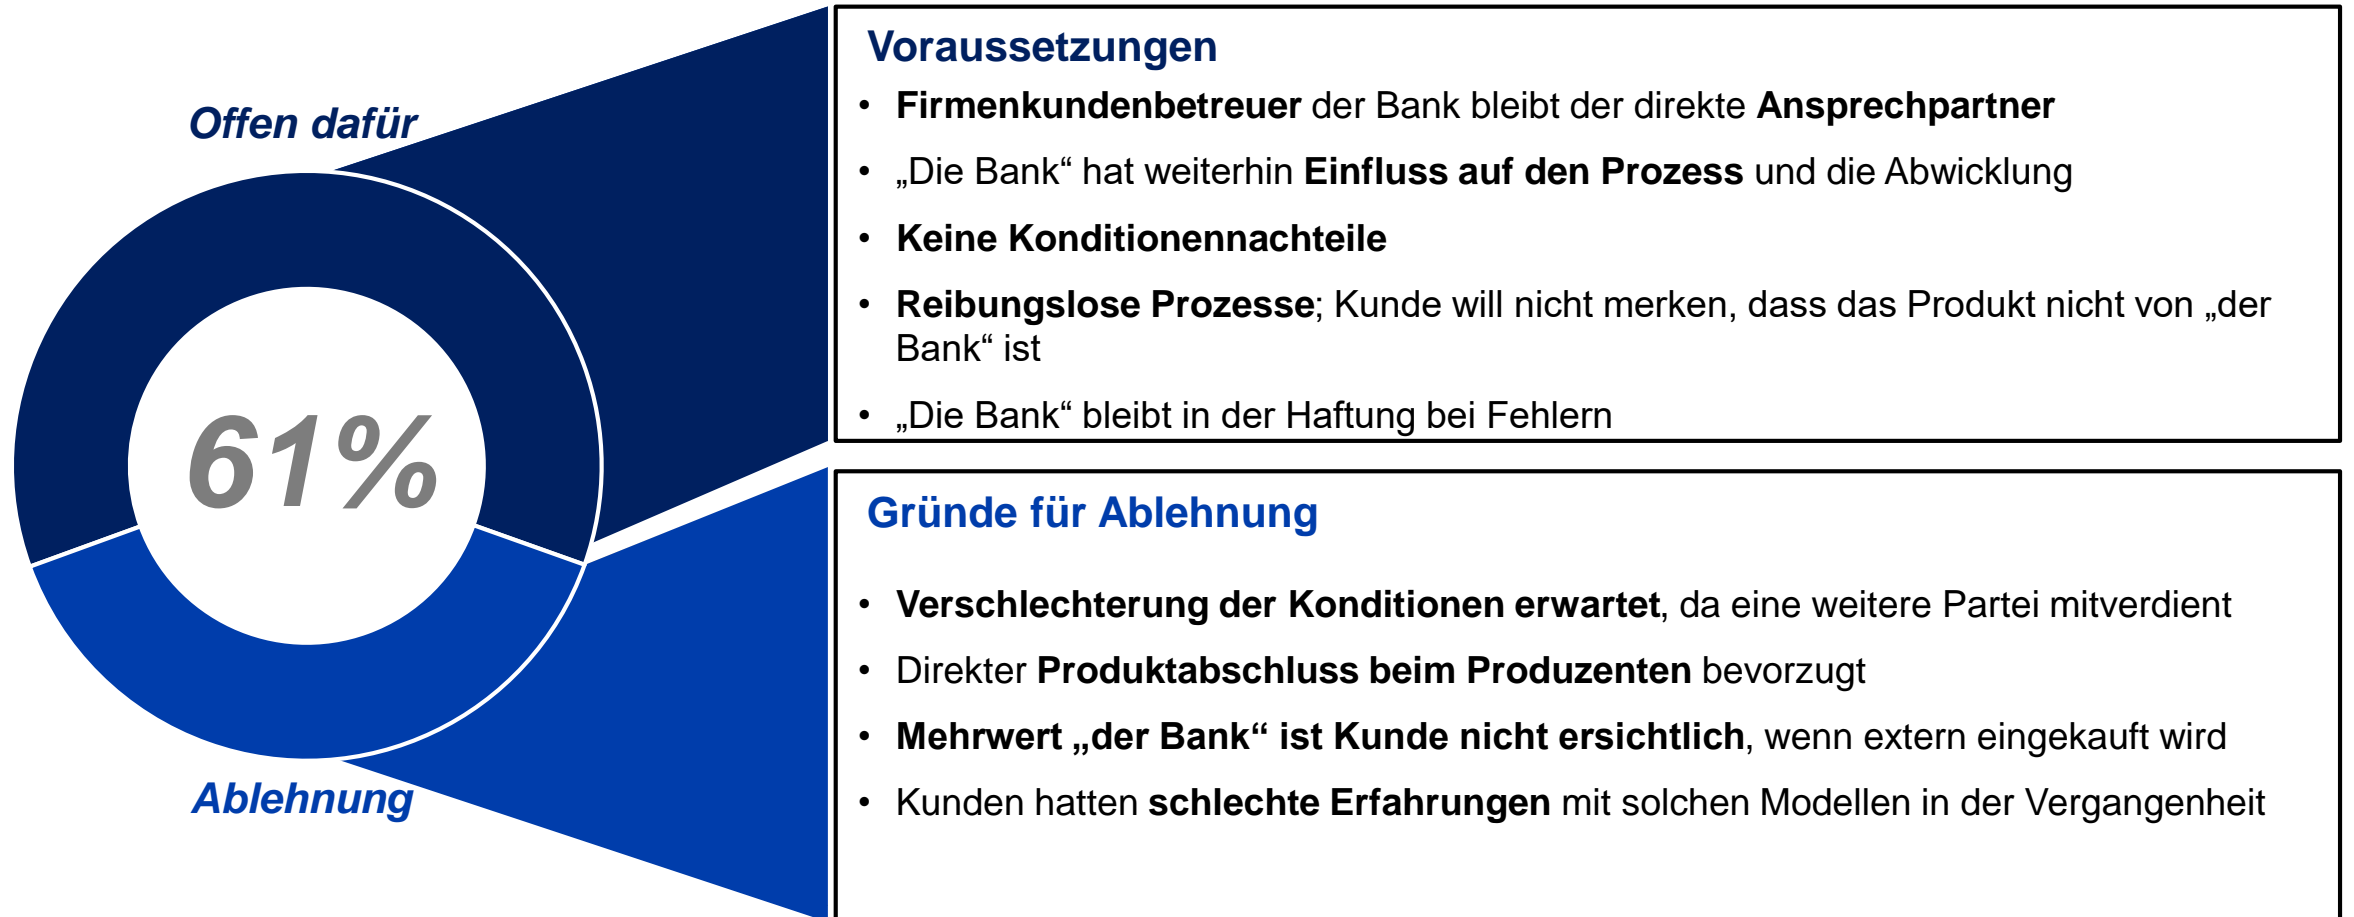 Offen dafür
61%
Ablehnung
Voraussetzungen
• Firmenkundenbetreuer der Bank bleibt der direkte Ansprechpartner
• „Die Bank“ hat weiterhin Einfluss auf den Prozess und die Abwicklung
• Keine Konditionennachteile
• Reibungslose Prozesse; Kunde will nicht merken, dass das Produkt nicht von „der
Bank“ ist
• „Die Bank“ bleibt in der Haftung bei Fehlern
Gründe für Ablehnung
• Verschlechterung der Konditionen erwartet, da eine weitere Partei mitverdient
• Direkter Produktabschluss beim Produzenten bevorzugt
• Mehrwert „der Bank“ ist Kunde nicht ersichtlich, wenn extern eingekauft wird
• Kunden hatten schlechte Erfahrungen mit solchen Modellen in der Vergangenheit